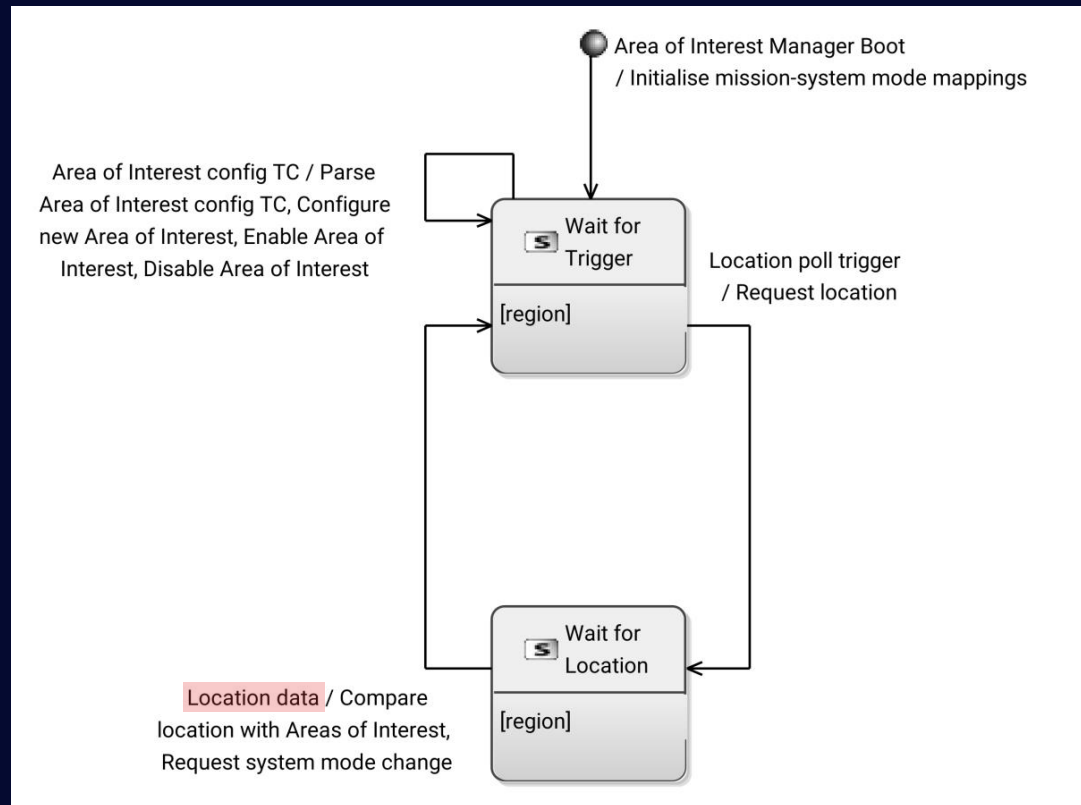 Area of Interest Manager Boot
/ Initialise mission-system mode mappings
Area of Interest config TC / Parse
Area of Interest config TC, Configure
new Area of Interest, Enable Area of
Interest, Disable Area of Interest
S
Wait for
Trigger
[region]
Location poll trigger
/ Request location
S
Wait for
Location
[region]
Location data / Compare
location with Areas of Interest,
Request system mode change